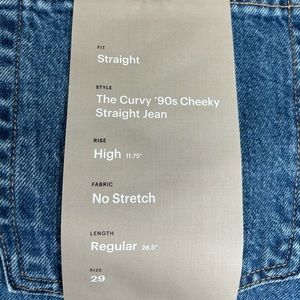 FIT
Straight
STYLE
The Curvy '90s Cheeky
Straight Jean
RISE
High 11.75"
FABRIC
No Stretch
LENGTH
Regular 28.5"
SIZE
29